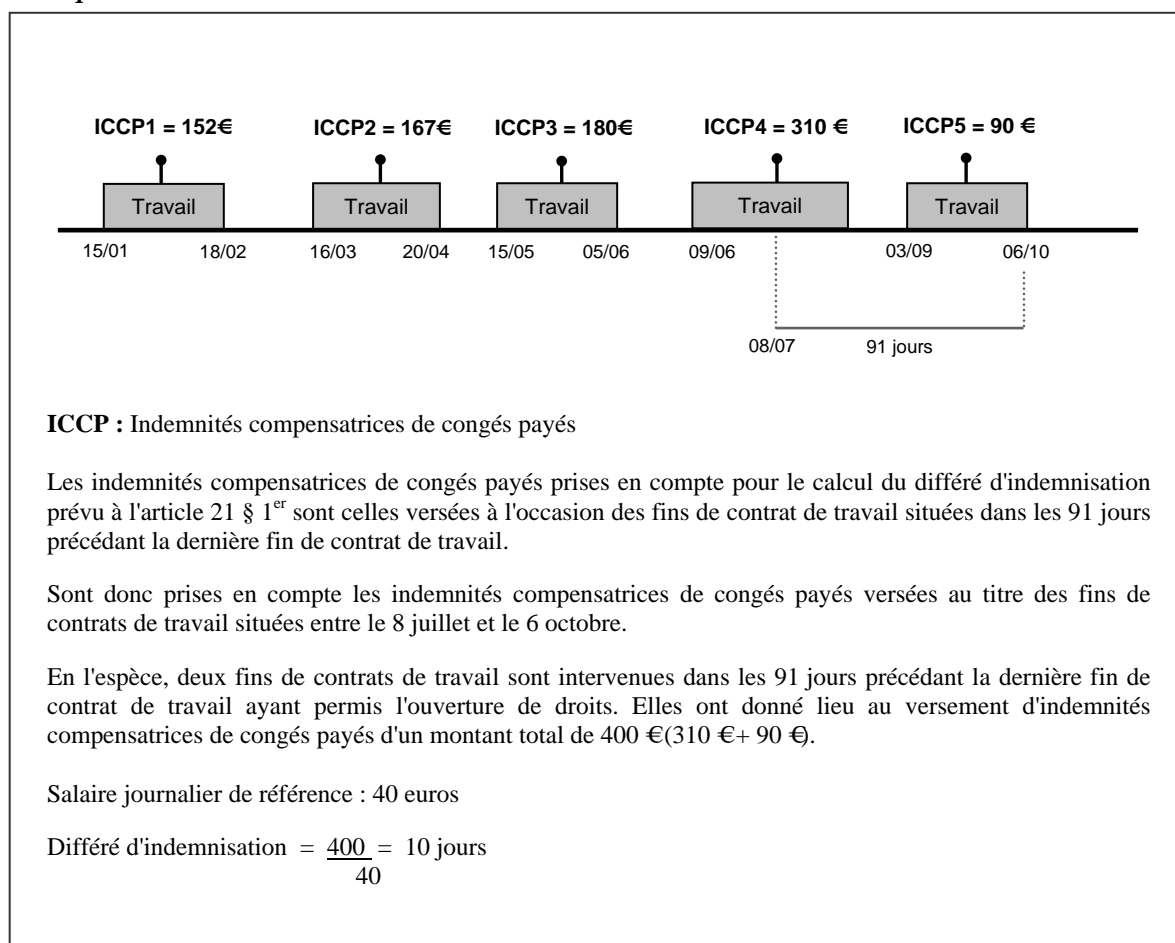 ICCP1 = 152€ ICCP2 = 167€ ICCP3 = 180€ ICCP4 = 310 € ICCP5 = 90 €
Travail Travail Travail Travail Travail
15/01 18/02 16/03 20/04 15/05 05/06 09/06 03/09 06/10
08/07 91 jours
ICCP : Indemnités compensatrices de congés payés
Les indemnités compensatrices de congés payés prises en compte pour le calcul du différé d'indemnisation
prévu à l'article 21 § 1er sont celles versées à l'occasion des fins de contrat de travail situées dans les 91 jours
précédant la dernière fin de contrat de travail.
Sont donc prises en compte les indemnités compensatrices de congés payés versées au titre des fins de
contrats de travail situées entre le 8 juillet et le 6 octobre.
En l'espèce, deux fins de contrats de travail sont intervenues dans les 91 jours précédant la dernière fin de
contrat de travail ayant permis l'ouverture de droits. Elles ont donné lieu au versement d'indemnités
compensatrices de congés payés d'un montant total de 400 €(310 €+ 90 €).
Salaire journalier de référence : 40 euros
Différé d'indemnisation = 400 = 10 jours
40